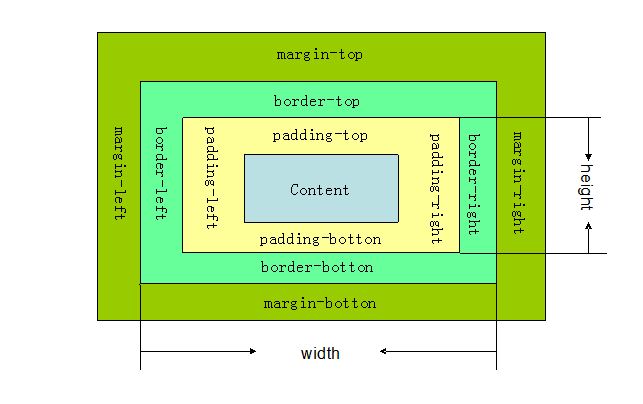 margin-top
border-top
padding-top
margin-left
border-left
padding-left
Content
padding-right
border-right
margin-right
height
padding-botton
border-botton
margin-botton
width